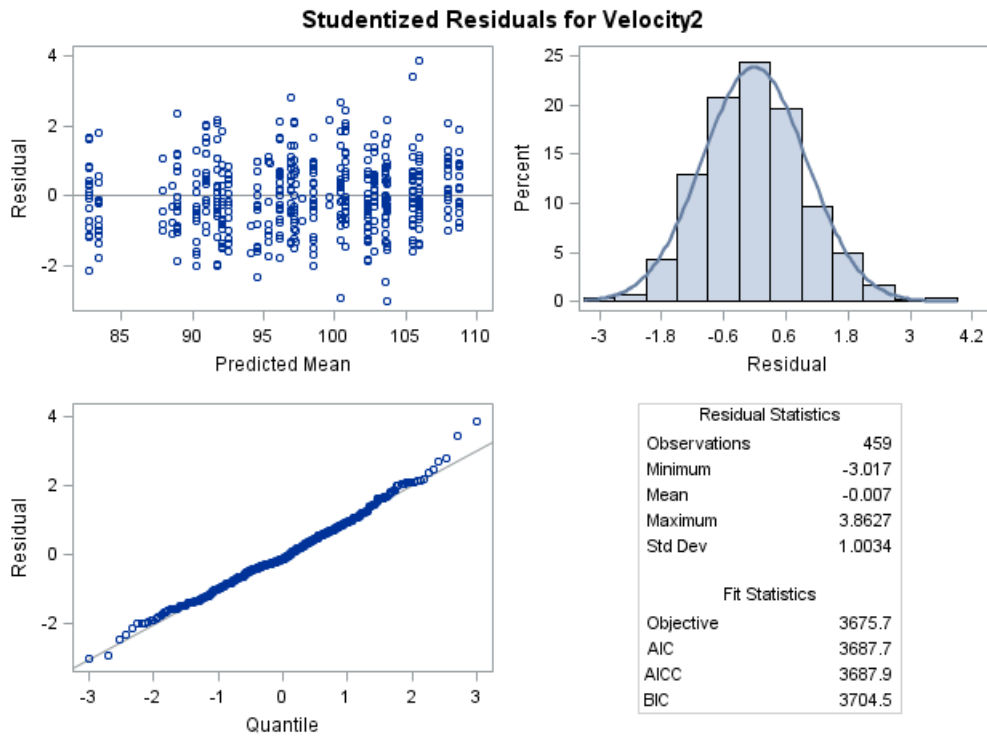 Studentized Residuals for Velocity2
4
2
0
-2
Residual
85 90 95 100 105 110
Predicted Mean
25
20
15
10
5
0
Percent
-3 -1.6 -0.6 0.6 1.8 3 4.2
Residual
4
2
0
-2
Residual
-3 -2 -1 0 1 2 3
Quantile
Residual Statistics
Observations 459
Minimum -3.017
Mean -0.007
Maximum 3.8627
Std Dev 1.0034
Fit Statistics
Objective 3675.7
AIC 3687.7
AICC 3687.9
BIC 3704.5